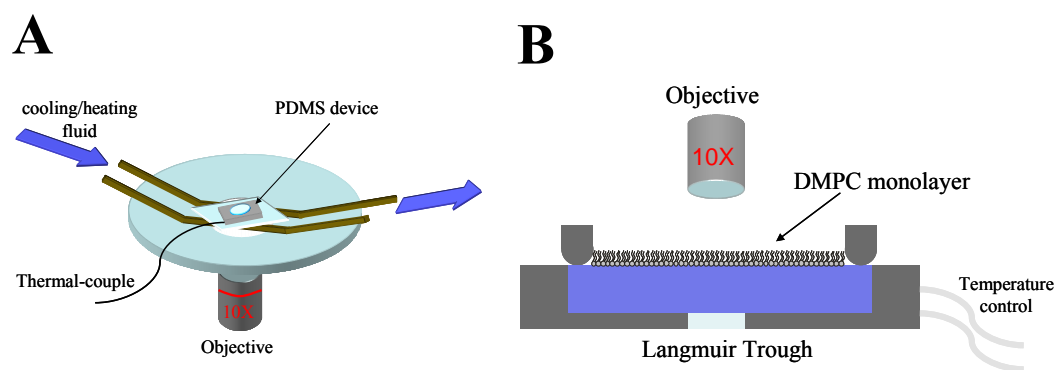 A
cooling/heating
fluid
PDMS device
Thermal-couple
10X
Objective
B
Objective
10X
DMPC monolayer
Temperature
control
Langmuir Trough